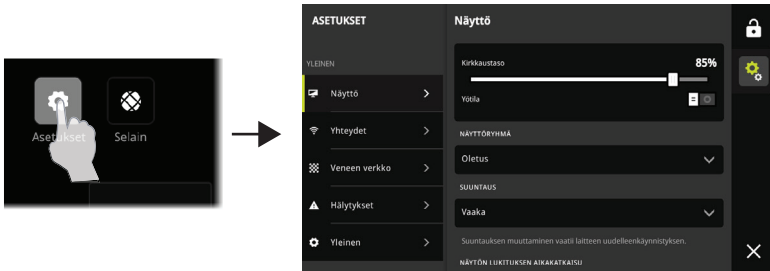 Asetukset
Selain
ASETUKSET
YLEINEN
Näyttö
Yhteydet
Veneen verkko
Hälytykset
Yleinen
Näyttö
Kirkkaustaso 85%
Yötila
NÄYTTÖRYHMÄ
Oletus
SUUNTAUS
Vaaka
Suuntauksen muuttaminen vaatii laitteen uudelleenkäynnistyksen.
NÄYTÖN LUKITUKSEN AIKAKATKAISU